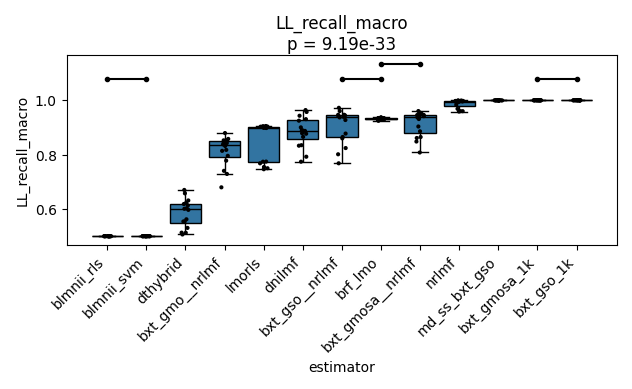 LL_recall_macro
p = 9.19e-33
LL_recall_macro
1.0
0.8
0.6
blmnii_rls
blmnii_svm
dthybrid
bxt_gmo__nrlmf
lmorls
dnilmf
bxt_gso__nrlmf
brf_lmo
bxt_gmosa__nrlmf
nrlmf
md_ss_bxt_gso
bxt_gmosa_1k
bxt_gso_1k
estimator